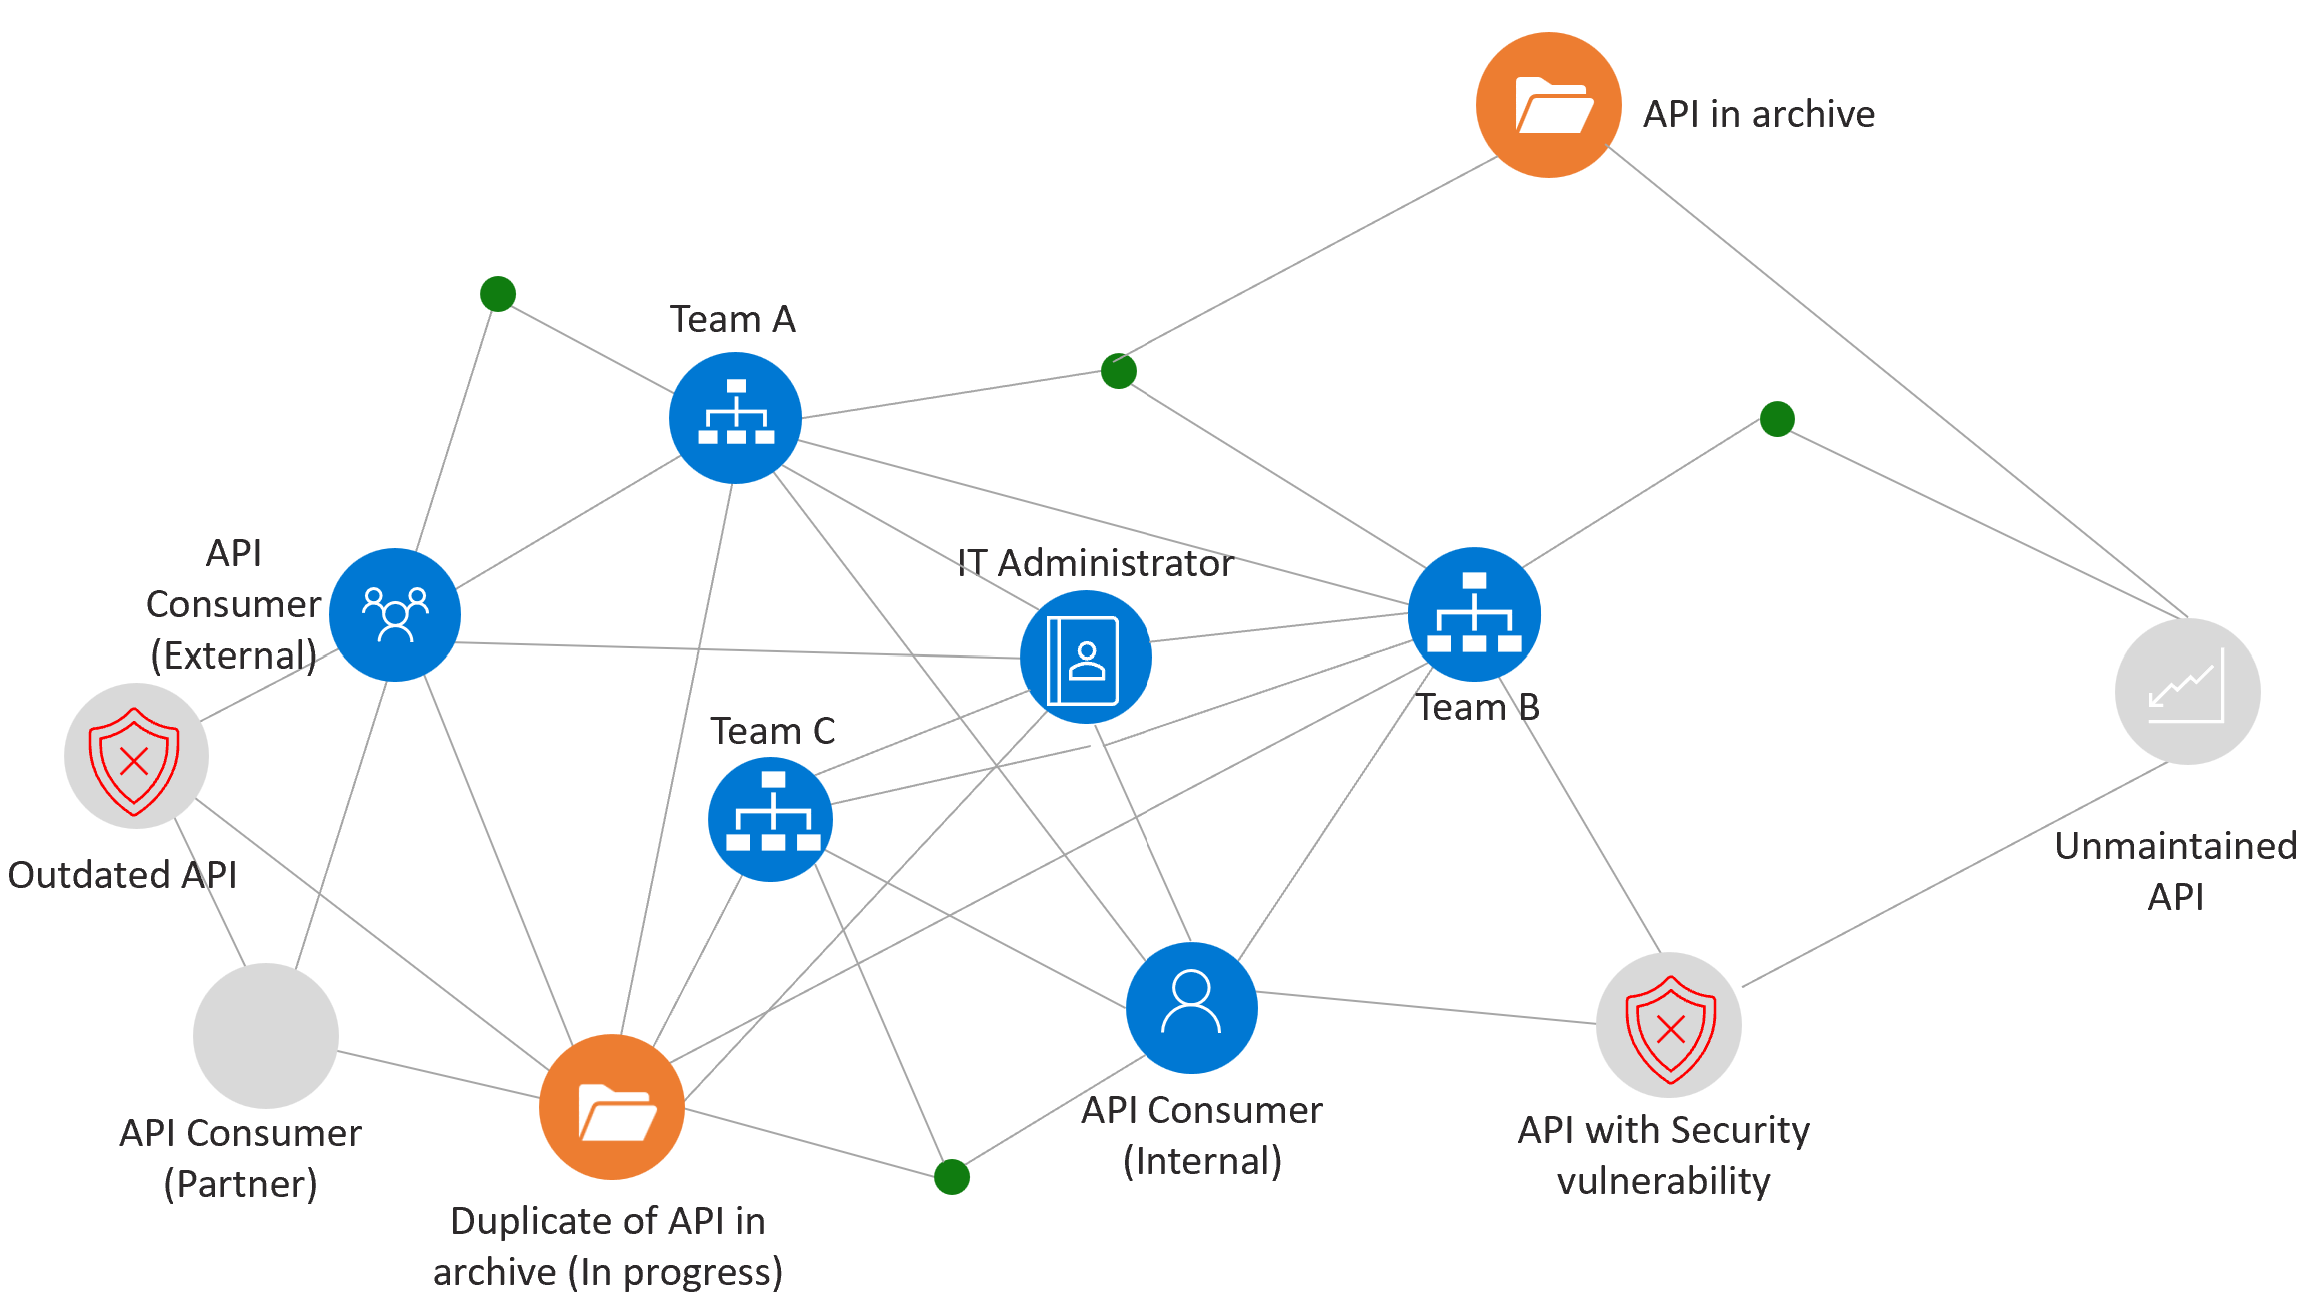 API in archive
Team A
API
Consumer
(External)
IT Administrator
Team B
Team C
Outdated API
Unmaintained
API
API Consumer
(Partner)
API Consumer
(Internal)
API with Security
vulnerability
Duplicate of API in
archive (In progress)